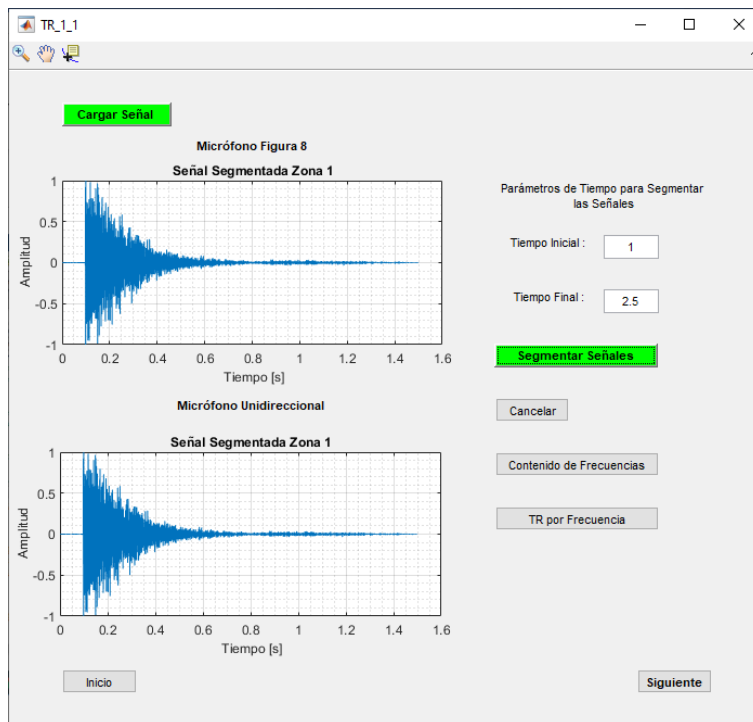 TR_1_1
Cargar Señal
Micrófono Figura 8
Señal Segmentada Zona 1
1
0.5
0
-0.5
-1
Amplitud
0 0.2 0.4 0.6 0.8 1 1.2 1.4 1.6
Tiempo [s]
Parámetros de Tiempo para Segmentar
las Señales
Tiempo Inicial : 1
Tiempo Final : 2.5
Segmentar Señales
Cancelar
Contenido de Frecuencias
TR por Frecuencia
Micrófono Unidireccional
Señal Segmentada Zona 1
1
0.5
0
-0.5
-1
Amplitud
0 0.2 0.4 0.6 0.8 1 1.2 1.4 1.6
Tiempo [s]
Inicio
Siguiente